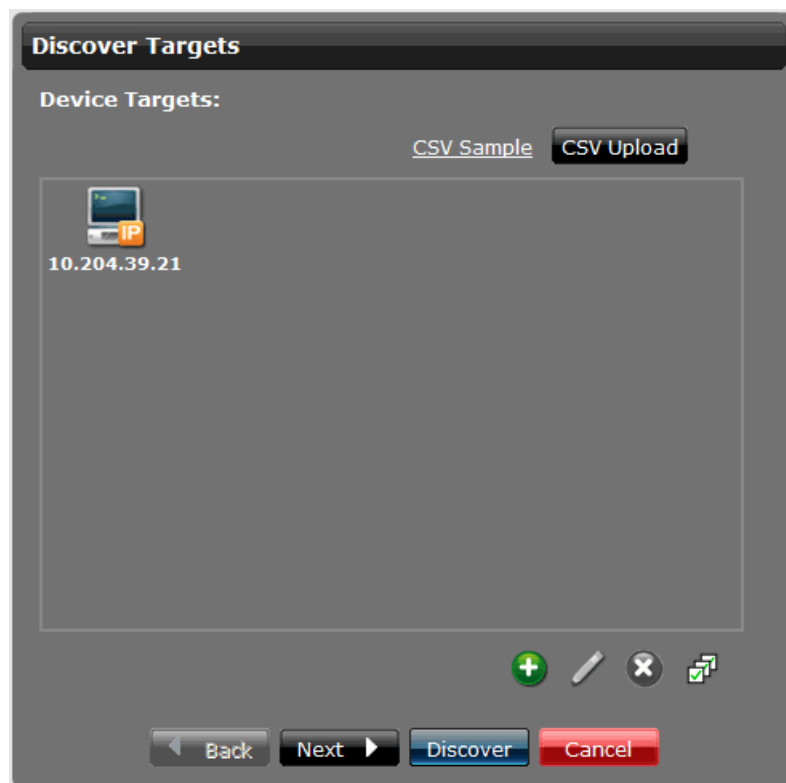 Discover Targets
Device Targets:
CSV Sample CSV Upload
IP
10.204.39.21
Back Next Discover Cancel